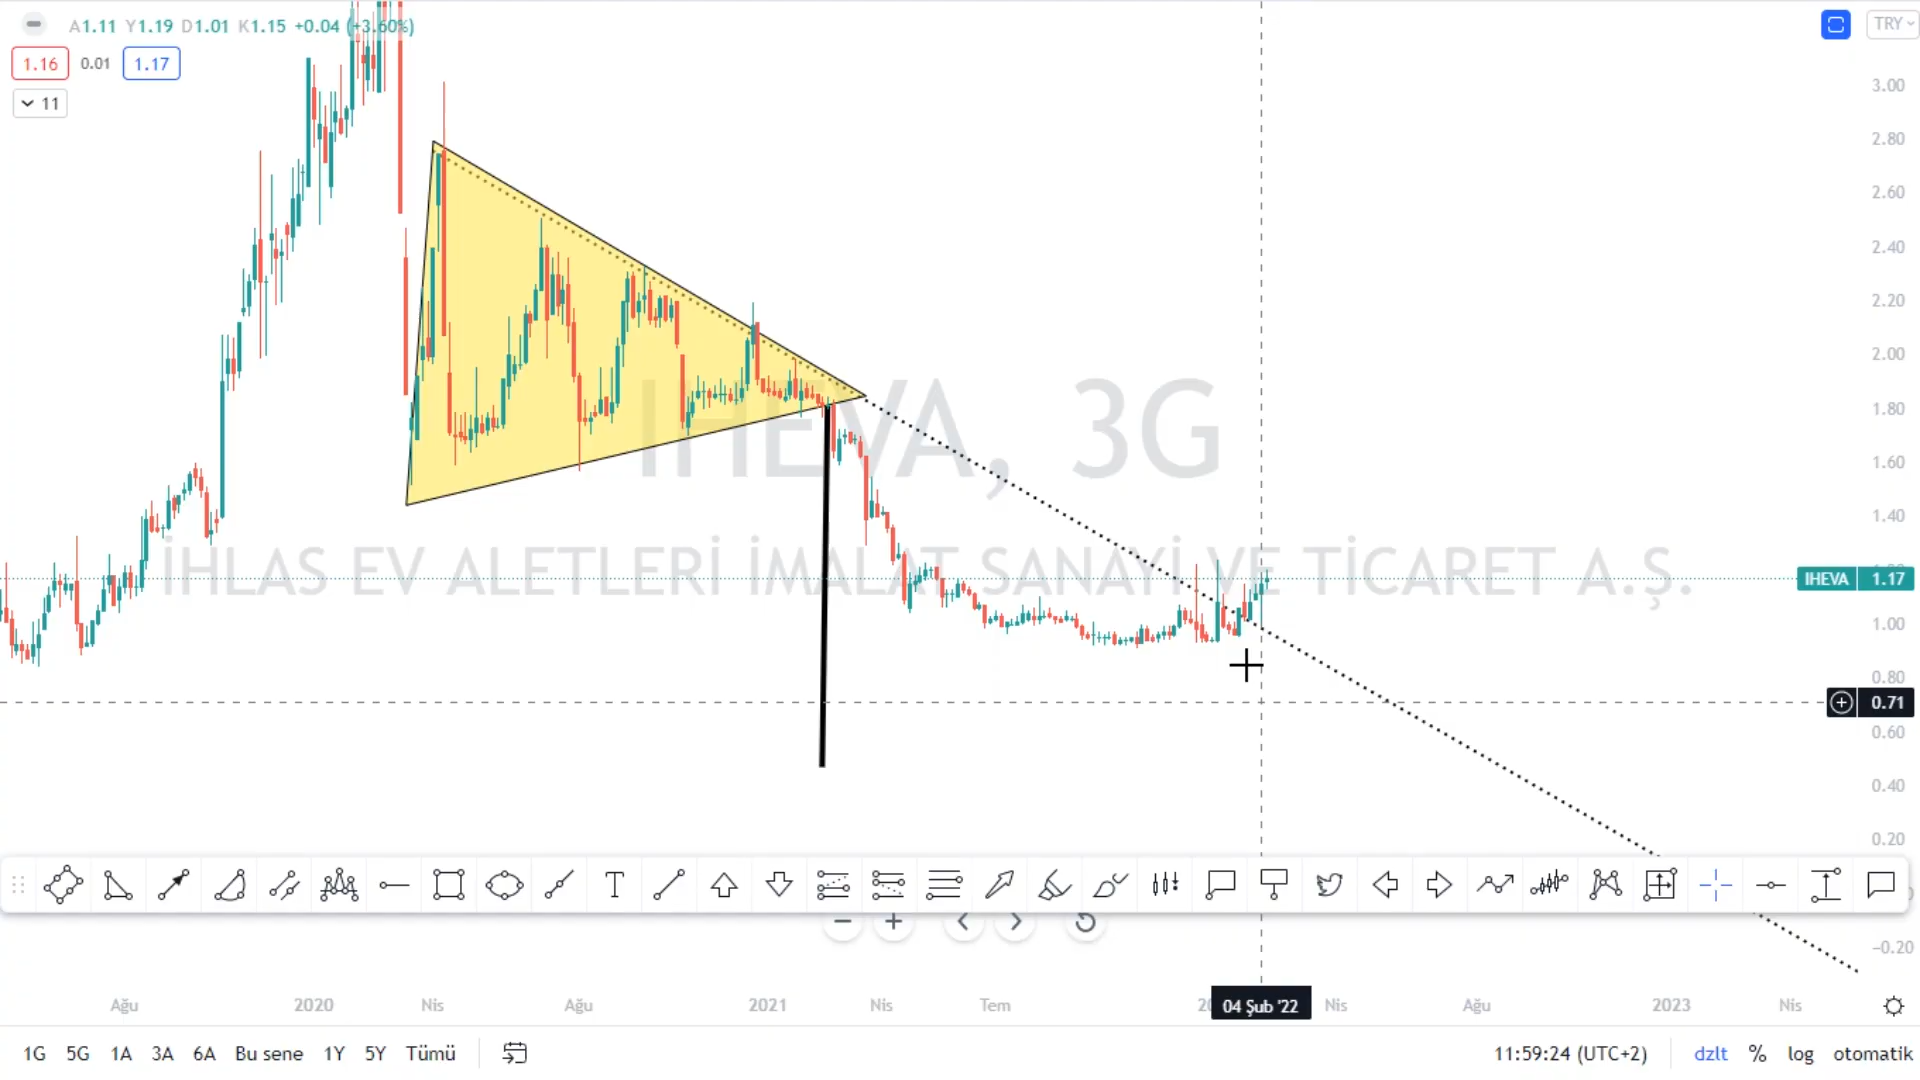 A1.11 Y1.19 D1.01 K1.15 +0.04 (+3.60%)
TRY
1.16 0.01 1.17
11
3.00
2.80
2.60
2.40
2.20
2.00
1.80
1.60
1.40
IHEVA, 3G
İHLAS EV ALETLERİ İMALAT SANAYİ VE TİCARET A.Ş.
IHEVA 1.17
1.00
0.80
0.71
0.60
0.40
0.20
T
−0.20
Ağu 2020 Nis Ağu 2021 Nis Tem 04 Şub '22 Nis Ağu 2023 Nis
1G 5G 1A 3A 6A Bu sene 1Y 5Y Tümü 11:59:24 (UTC+2) dzlt % log otomatik